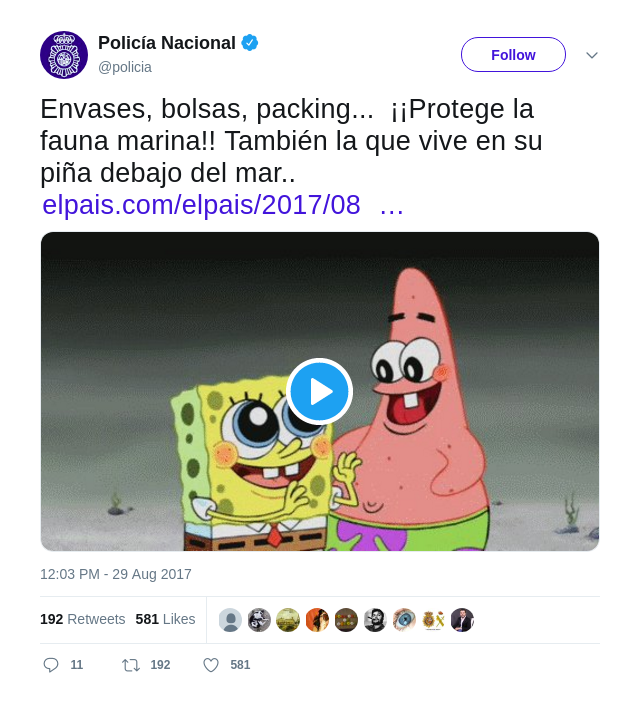 Policía Nacional
@policia
Follow
Envases, bolsas, packing... ¡¡Protege la
fauna marina!! También la que vive en su
piña debajo del mar..
elpais.com/elpais/2017/08 …
12:03 PM - 29 Aug 2017
192 Retweets 581 Likes
11 192 581